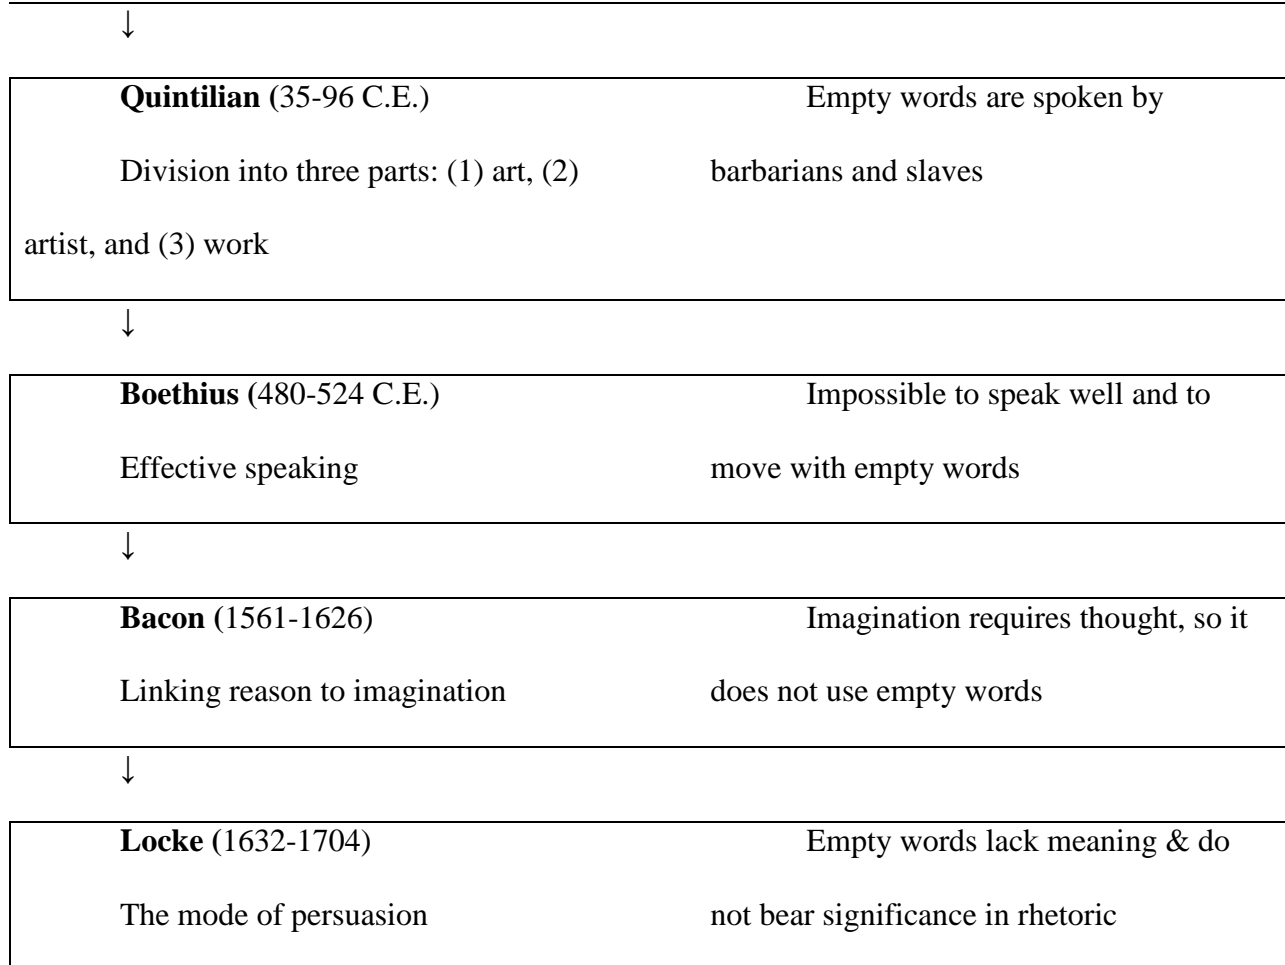 ↓
Quintilian (35-96 C.E.)
Division into three parts: (1) art, (2)
artist, and (3) work
Empty words are spoken by
barbarians and slaves
↓
Boethius (480-524 C.E.)
Effective speaking
Impossible to speak well and to
move with empty words
↓
Bacon (1561-1626)
Linking reason to imagination
Imagination requires thought, so it
does not use empty words
↓
Locke (1632-1704)
The mode of persuasion
Empty words lack meaning & do
not bear significance in rhetoric